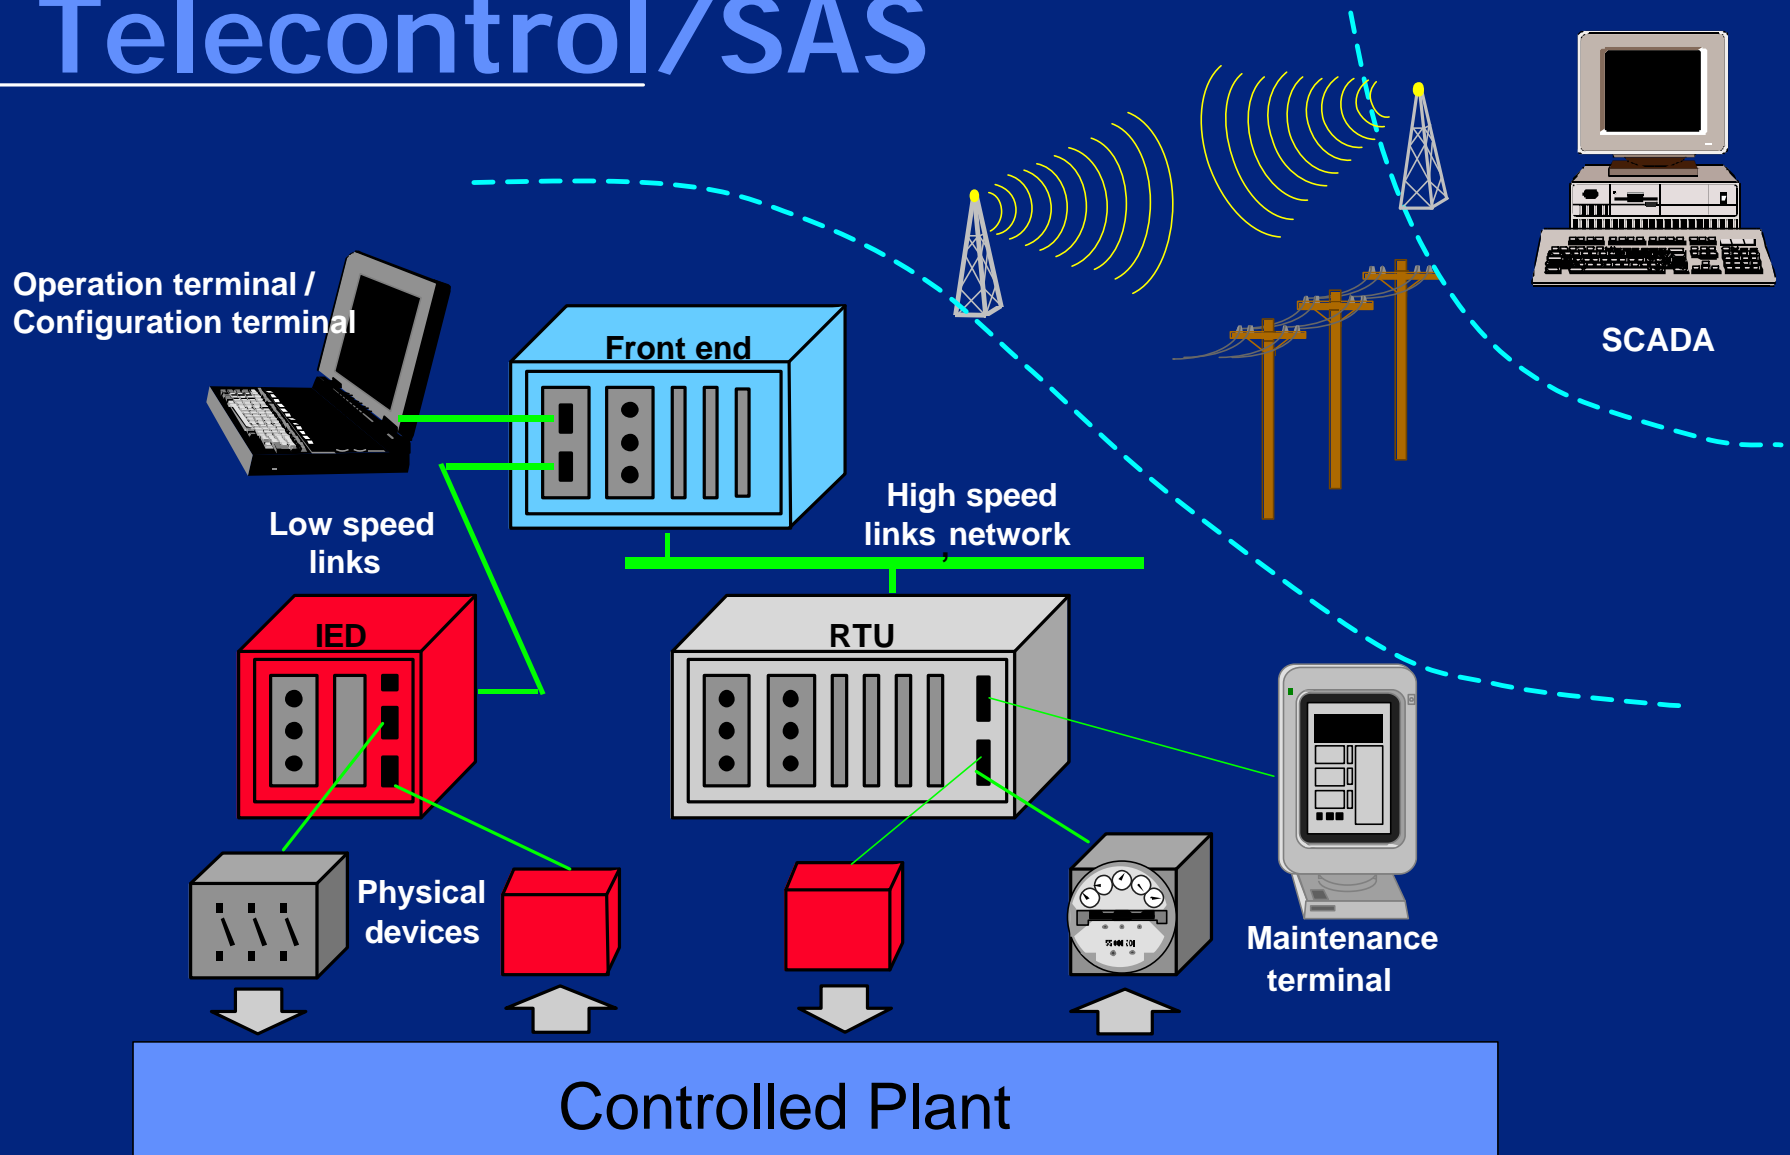 Telecontrol/SAS
Operation terminal /
Configuration terminal
Front end
SCADA
Low speed
links
High speed
links, network
IED
RTU
Physical
devices
Maintenance
terminal
Controlled Plant